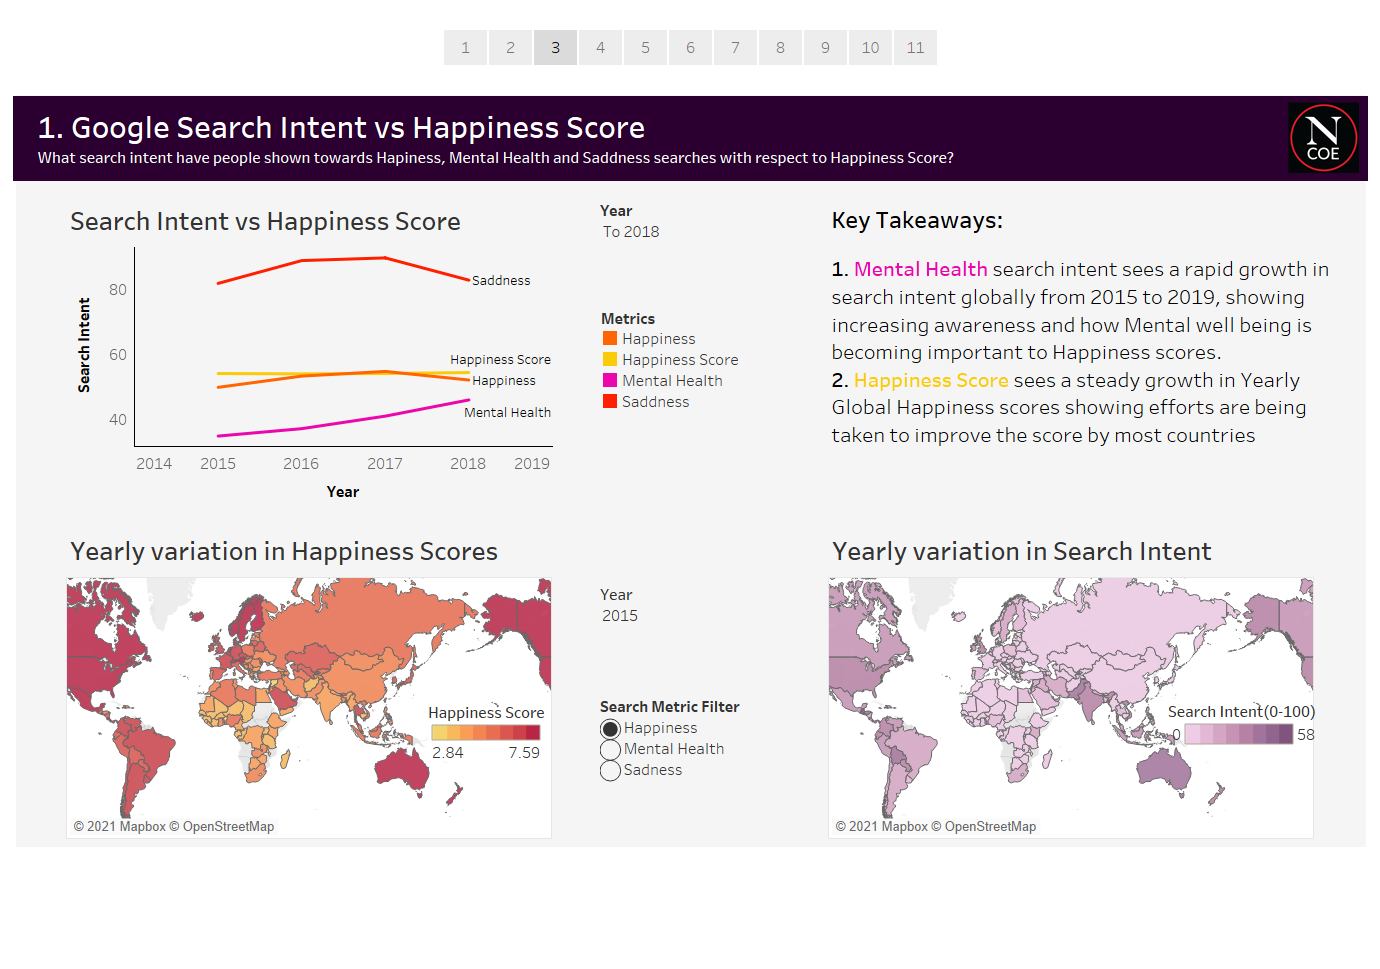 1 2 3 4 5 6 7 8 9 10 11
1. Google Search Intent vs Happiness Score
What search intent have people shown towards Hapiness, Mental Health and Saddness searches with respect to Happiness Score?
N
COE
Search Intent vs Happiness Score
Search Intent
80
60
40
Saddness
Happiness Score
Happiness
Mental Health
2014 2015 2016 2017 2018 2019
Year
Year
To 2018
Metrics
Happiness
Happiness Score
Mental Health
Saddness
Key Takeaways:
1. Mental Health search intent sees a rapid growth in
search intent globally from 2015 to 2019, showing
increasing awareness and how Mental well being is
becoming important to Happiness scores.
2. Happiness Score sees a steady growth in Yearly
Global Happiness scores showing efforts are being
taken to improve the score by most countries
Yearly variation in Happiness Scores
Happiness Score
2.84 7.59
© 2021 Mapbox © OpenStreetMap
Year
2015
Search Metric Filter
Happiness
Mental Health
Sadness
Yearly variation in Search Intent
Search Intent(0-100)
0 58
© 2021 Mapbox © OpenStreetMap